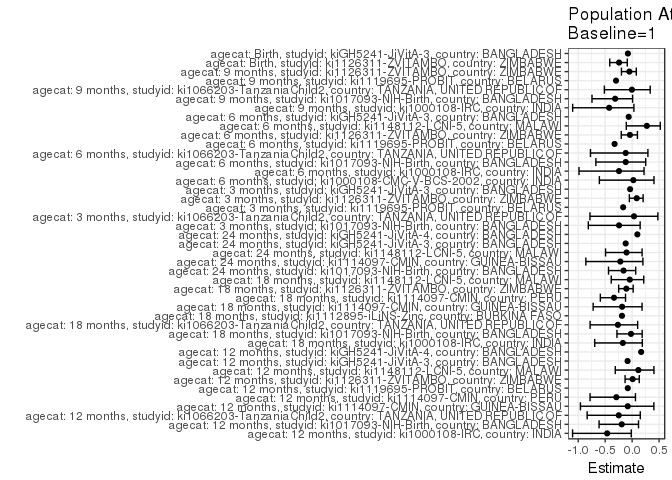 Population At
Baseline=1
agecat: Birth, studyid: kiGH5241-JiVitA-3, country: BANGLADESH
agecat: Birth, studyid: ki1126311-ZVITAMBO, country: ZIMBABWE
agecat: 9 months, studyid: ki1126311-ZVITAMBO, country: ZIMBABWE
agecat: 9 months, studyid: ki1119695-PROBIT, country: BELARUS
agecat: 9 months, studyid: ki1066203-TanzaniaChild2, country: TANZANIA, UNITED REPUBLIC OF
agecat: 9 months, studyid: ki1017093-NIH-Birth, country: BANGLADESH
agecat: 9 months, studyid: ki1000108-IRC, country: INDIA
agecat: 6 months, studyid: kiGH5241-JiVitA-3, country: BANGLADESH
agecat: 6 months, studyid: ki1148112-LCNI-5, country: MALAWI
agecat: 6 months, studyid: ki1126311-ZVITAMBO, country: ZIMBABWE
agecat: 6 months, studyid: ki1119695-PROBIT, country: BELARUS
agecat: 6 months, studyid: ki1066203-TanzaniaChild2, country: TANZANIA, UNITED REPUBLIC OF
agecat: 6 months, studyid: ki1017093-NIH-Birth, country: BANGLADESH
agecat: 6 months, studyid: ki1000108-IRC, country: INDIA
agecat: 6 months, studyid: ki1000108-CMC-V-BCS-2002, country: INDIA
agecat: 3 months, studyid: kiGH5241-JiVitA-3, country: BANGLADESH
agecat: 3 months, studyid: ki1126311-ZVITAMBO, country: ZIMBABWE
agecat: 3 months, studyid: ki1119695-PROBIT, country: BELARUS
agecat: 3 months, studyid: ki1066203-TanzaniaChild2, country: TANZANIA, UNITED REPUBLIC OF
agecat: 3 months, studyid: ki1017093-NIH-Birth, country: BANGLADESH
agecat: 24 months, studyid: kiGH5241-JiVitA-4, country: BANGLADESH
agecat: 24 months, studyid: kiGH5241-JiVitA-3, country: BANGLADESH
agecat: 24 months, studyid: ki1148112-LCNI-5, country: MALAWI
agecat: 24 months, studyid: ki1114097-CMIN, country: GUINEA-BISSAU
agecat: 24 months, studyid: ki1017093-NIH-Birth, country: BANGLADESH
agecat: 18 months, studyid: ki1148112-LCNI-5, country: MALAWI
agecat: 18 months, studyid: ki1126311-ZVITAMBO, country: ZIMBABWE
agecat: 18 months, studyid: ki1114097-CMIN, country: PERU
agecat: 18 months, studyid: ki1114097-CMIN, country: GUINEA-BISSAU
agecat: 18 months, studyid: ki1112895-iLiNS-Zinc, country: BURKINA FASO
agecat: 18 months, studyid: ki1066203-TanzaniaChild2, country: TANZANIA, UNITED REPUBLIC OF
agecat: 18 months, studyid: ki1017093-NIH-Birth, country: BANGLADESH
agecat: 18 months, studyid: ki1000108-IRC, country: INDIA
agecat: 12 months, studyid: kiGH5241-JiVitA-4, country: BANGLADESH
agecat: 12 months, studyid: kiGH5241-JiVitA-3, country: BANGLADESH
agecat: 12 months, studyid: ki1148112-LCNI-5, country: MALAWI
agecat: 12 months, studyid: ki1126311-ZVITAMBO, country: ZIMBABWE
agecat: 12 months, studyid: ki1119695-PROBIT, country: BELARUS
agecat: 12 months, studyid: ki1114097-CMIN, country: PERU
agecat: 12 months, studyid: ki1114097-CMIN, country: GUINEA-BISSAU
agecat: 12 months, studyid: ki1066203-TanzaniaChild2, country: TANZANIA, UNITED REPUBLIC OF
agecat: 12 months, studyid: ki1017093-NIH-Birth, country: BANGLADESH
agecat: 12 months, studyid: ki1000108-IRC, country: INDIA
-1.0 -0.5 0.0 0.5
Estimate